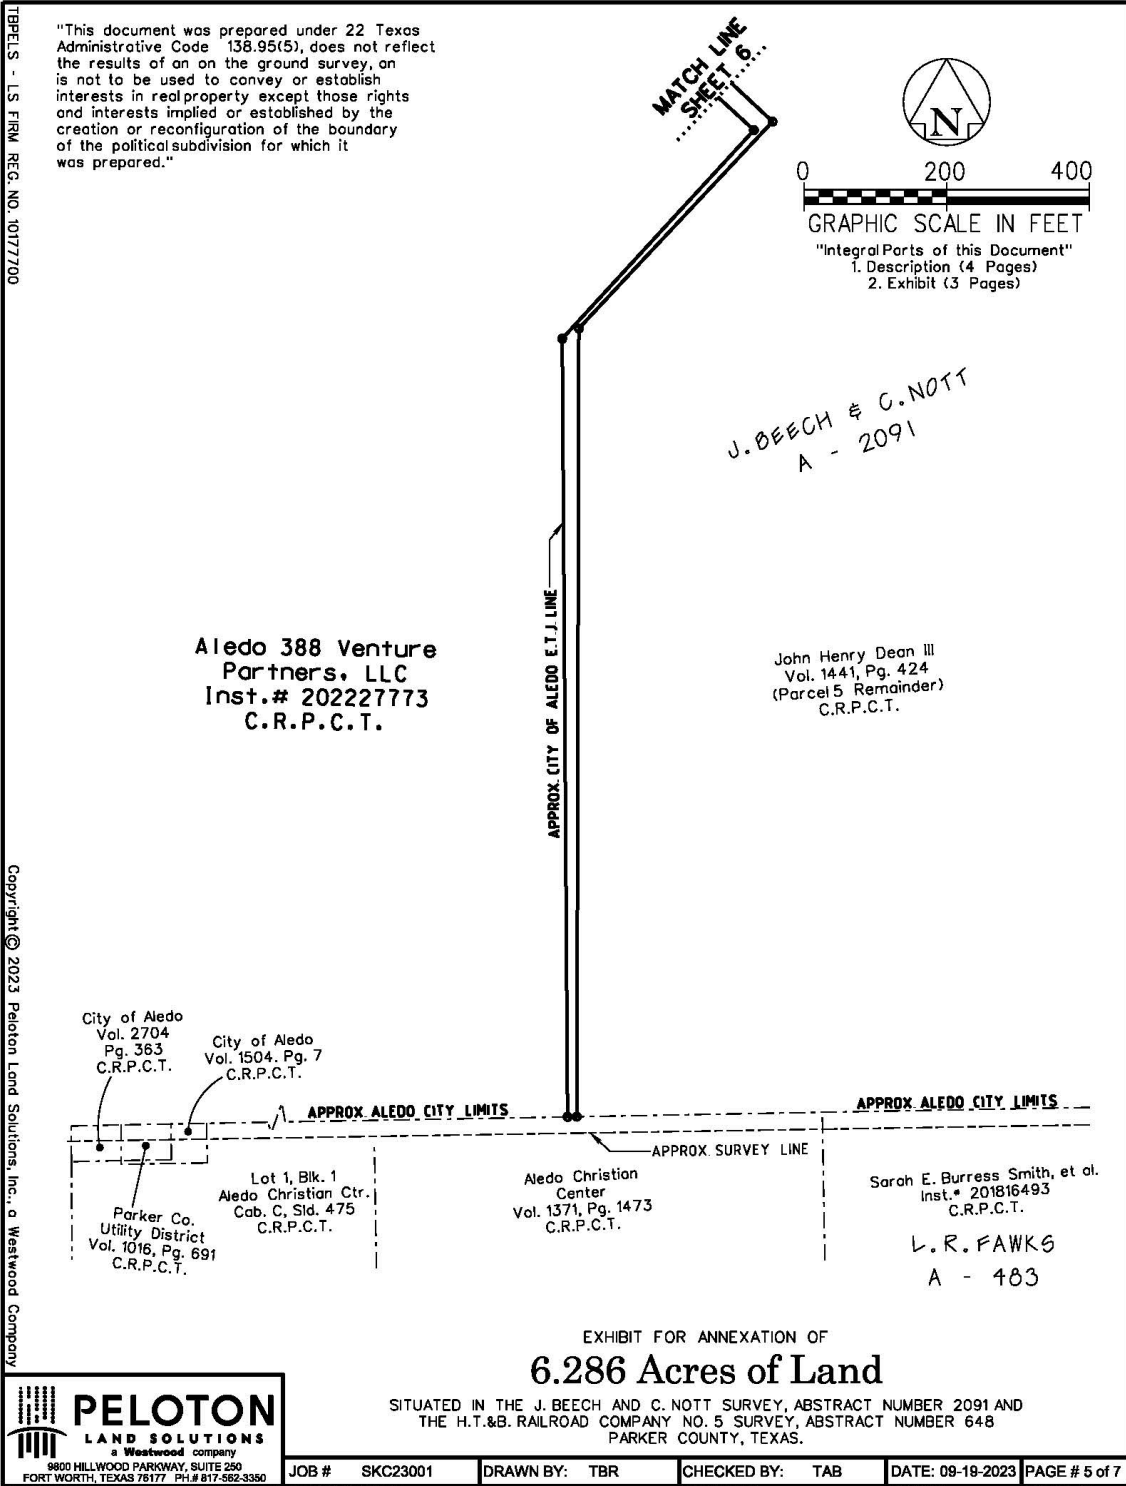 "This document was prepared under 22 Texas
Administrative Code 138.95(5), does not reflect
the results of an on the ground survey, an
is not to be used to convey or establish
interests in real property except those rights
and interests implied or established by the
creation or reconfiguration of the boundary
of the political subdivision for which it
was prepared."
TBPELS - LS FIRM REG. NO. 10177700
MATCH LINE
SHEET 6
N
0 200 400
GRAPHIC SCALE IN FEET
"Integral Parts of this Document"
1. Description (4 Pages)
2. Exhibit (3 Pages)
J. BEECH & C. NOTT
A - 2091
APPROX. CITY OF ALEDO E.T.J. LINE
Aledo 388 Venture
Partners, LLC
Inst.# 202227773
C.R.P.C.T.
John Henry Dean III
Vol. 1441, Pg. 424
(Parcel 5 Remainder)
C.R.P.C.T.
Copyright © 2023 Peloton Land Solutions, Inc., a Westwood Company
City of Aledo
Vol. 2704
Pg. 363
C.R.P.C.T.
City of Aledo
Vol. 1504. Pg. 7
C.R.P.C.T.
APPROX. ALEDO CITY LIMITS
APPROX. ALEDO CITY LIMITS
APPROX. SURVEY LINE
Parker Co.
Utility District
Vol. 1016, Pg. 691
C.R.P.C.T.
Lot 1, Blk. 1
Aledo Christian Ctr.
Cab. C, Sld. 475
C.R.P.C.T.
Aledo Christian
Center
Vol. 1371, Pg. 1473
C.R.P.C.T.
Sarah E. Burress Smith, et al.
Inst.# 201816493
C.R.P.C.T.
L. R. FAWKS
A - 483
EXHIBIT FOR ANNEXATION OF
6.286 Acres of Land
SITUATED IN THE J. BEECH AND C. NOTT SURVEY, ABSTRACT NUMBER 2091 AND
THE H.T.&B. RAILROAD COMPANY NO. 5 SURVEY, ABSTRACT NUMBER 648
PARKER COUNTY, TEXAS.
PELOTON
LAND SOLUTIONS
a Westwood company
9800 HILLWOOD PARKWAY, SUITE 250
FORT WORTH, TEXAS 76177 PH.# 817-562-3350
JOB # SKC23001 DRAWN BY: TBR CHECKED BY: TAB DATE: 09-19-2023 PAGE # 5 of 7